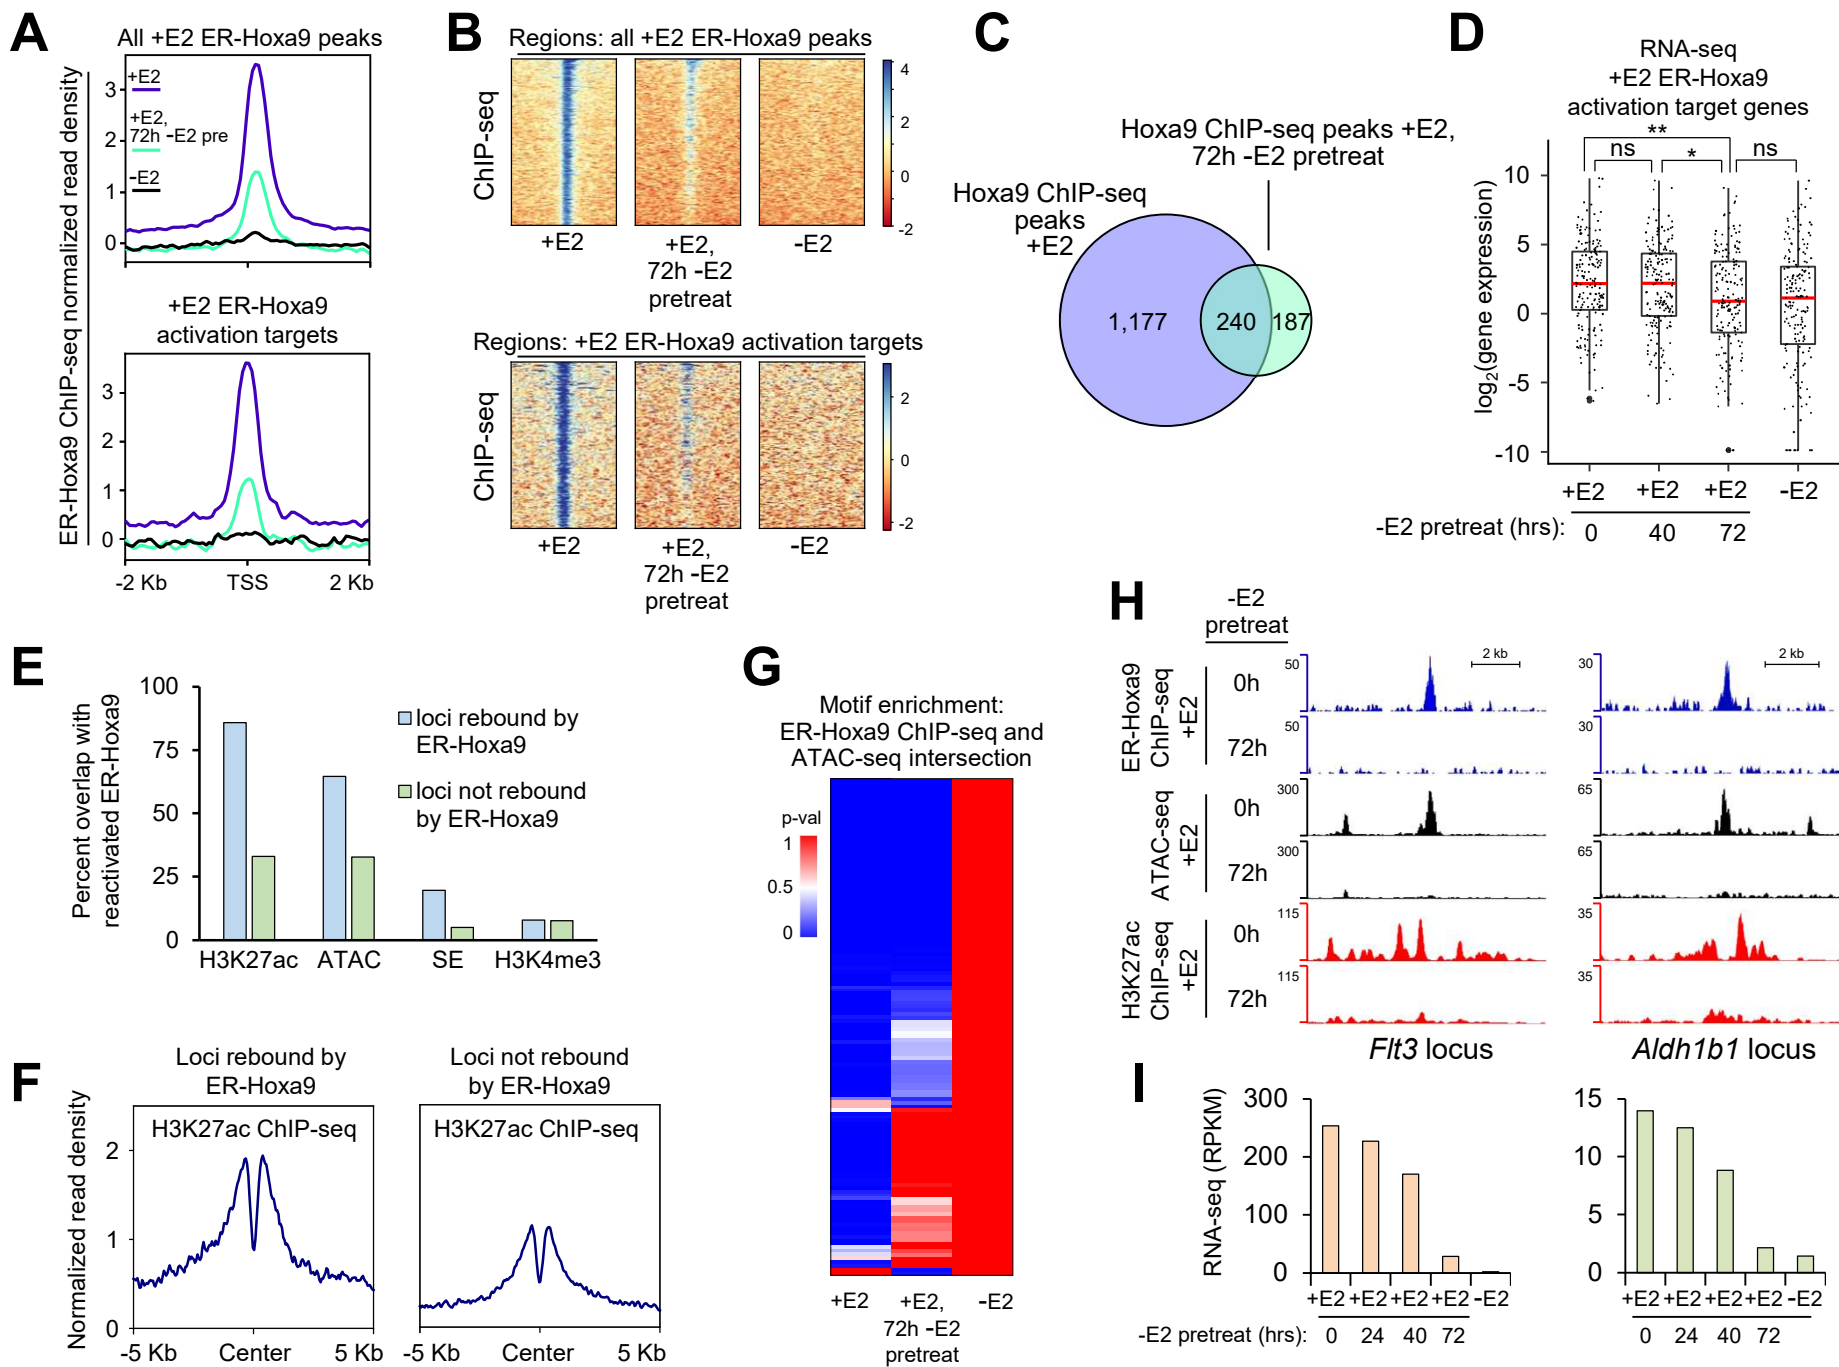 A
All +E2 ER-Hoxa9 peaks
ER-Hoxa9 ChIP-seq normalized read density
+E2
+E2,
72h -E2 pre
-E2
3
2
1
0
+E2 ER-Hoxa9
activation targets
3
2
1
0
-2 Kb TSS 2 Kb
B
Regions: all +E2 ER-Hoxa9 peaks
ChIP-seq
4
2
0
-2
+E2
+E2,
72h -E2
pretreat
-E2
Regions: +E2 ER-Hoxa9 activation targets
ChIP-seq
2
0
-2
+E2
+E2,
72h -E2
pretreat
-E2
C
Hoxa9 ChIP-seq peaks +E2,
72h -E2 pretreat
Hoxa9 ChIP-seq
peaks
+E2
1,177
240
187
D
RNA-seq
+E2 ER-Hoxa9
activation target genes
**
ns
*
ns
log2(gene expression)
10
5
0
-5
-10
+E2 +E2 +E2 -E2
-E2 pretreat (hrs): 0 40 72
E
Percent overlap with
reactivated ER-Hoxa9
100
75
50
25
0
loci rebound by
ER-Hoxa9
loci not rebound
by ER-Hoxa9
H3K27ac ATAC SE H3K4me3
F
Loci rebound by
ER-Hoxa9
Loci not rebound
by ER-Hoxa9
Normalized read density
H3K27ac ChIP-seq
H3K27ac ChIP-seq
2
1
0
-5 Kb Center 5 Kb
-5 Kb Center 5 Kb
G
Motif enrichment:
ER-Hoxa9 ChIP-seq and
ATAC-seq intersection
p-val
1
0.5
0
+E2
+E2,
72h -E2
pretreat
-E2
H
-E2
pretreat
ER-Hoxa9
ChIP-seq
+E2
0h
72h
ATAC-seq
+E2
0h
72h
H3K27ac
ChIP-seq
+E2
0h
72h
50
2 kb
50
300
300
115
115
30
2 kb
30
65
65
35
35
Flt3 locus
Aldh1b1 locus
I
RNA-seq (RPKM)
300
200
100
0
+E2 +E2 +E2 +E2 -E2
-E2 pretreat (hrs): 0 24 40 72
15
10
5
0
+E2 +E2 +E2 +E2 -E2
0 24 40 72